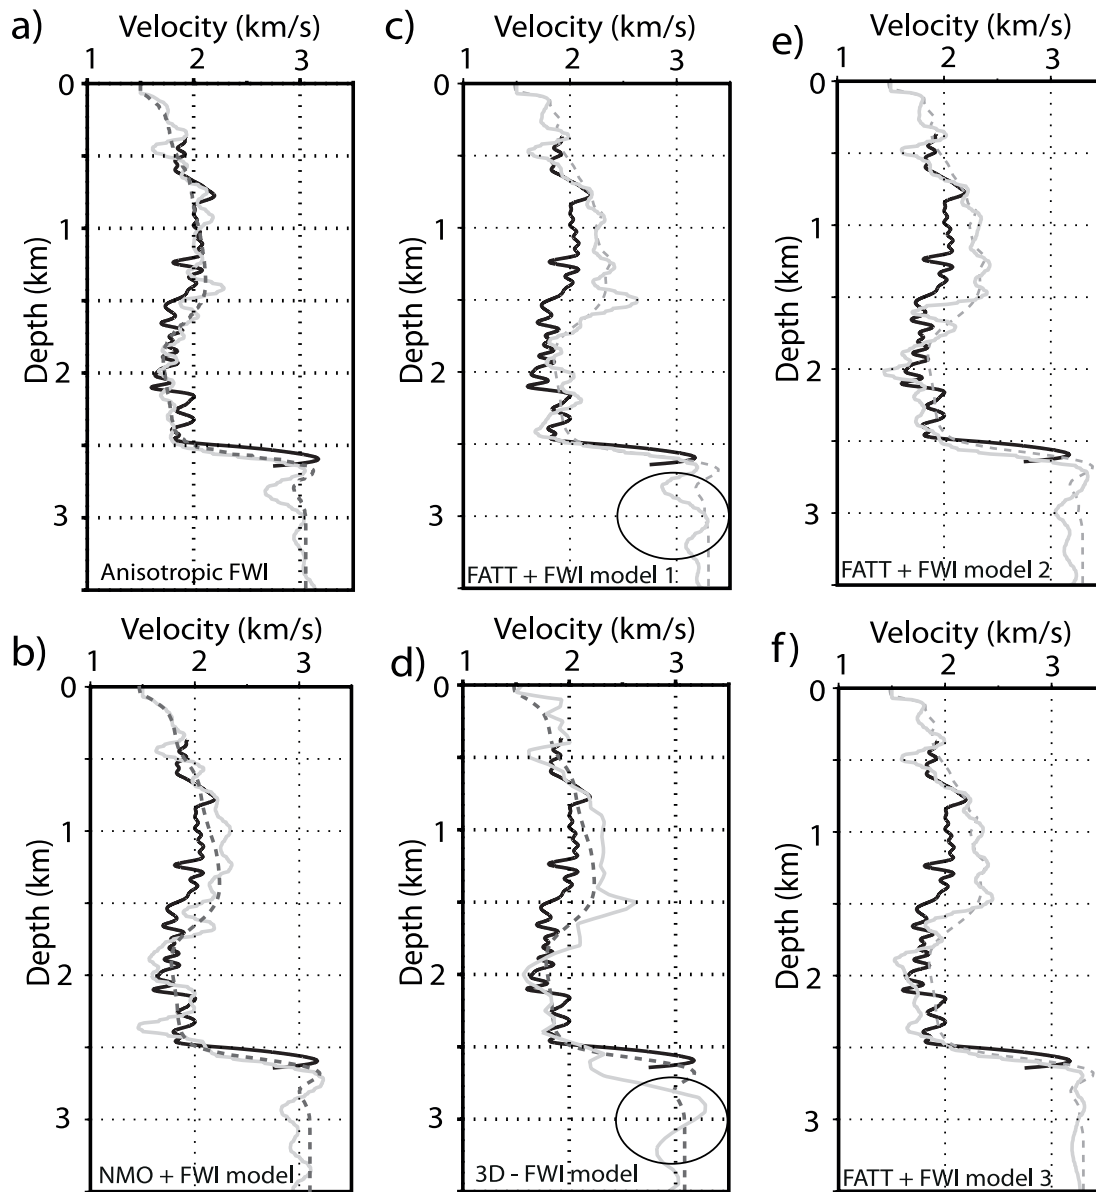 a)
Velocity (km/s)
1 2 3
0
1
2
3
Depth (km)
Anisotropic FWI
c)
Velocity (km/s)
1 2 3
0
1
2
3
Depth (km)
FATT + FWI model 1
e)
Velocity (km/s)
1 2 3
0
1
2
3
Depth (km)
FATT + FWI model 2
b)
Velocity (km/s)
1 2 3
0
1
2
3
Depth (km)
NMO + FWI model
d)
Velocity (km/s)
1 2 3
0
1
2
3
Depth (km)
3D - FWI model
f)
Velocity (km/s)
1 2 3
0
1
2
3
Depth (km)
FATT + FWI model 3